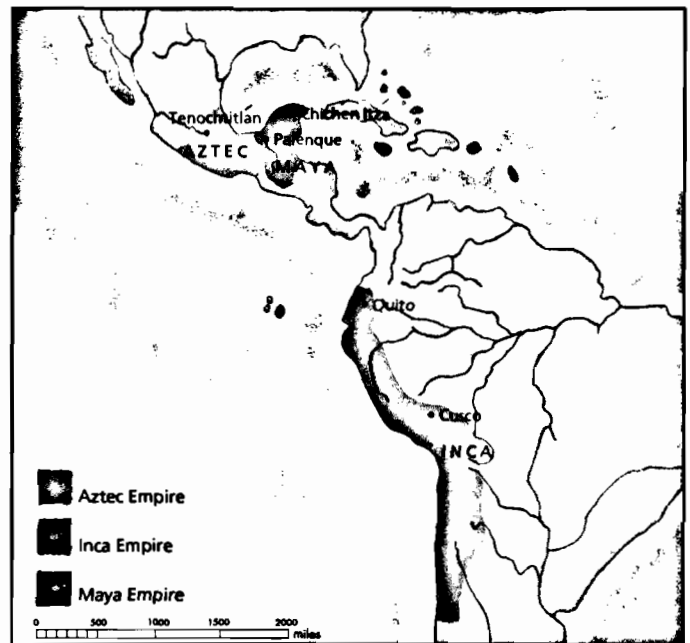 Tenochtitlan
Chichen Itza
Palenque
AZTEC
MAYA
Quito
Cusco
INCA
Aztec Empire
Inca Empire
Maya Empire
0 500 1000 1500 2000 miles